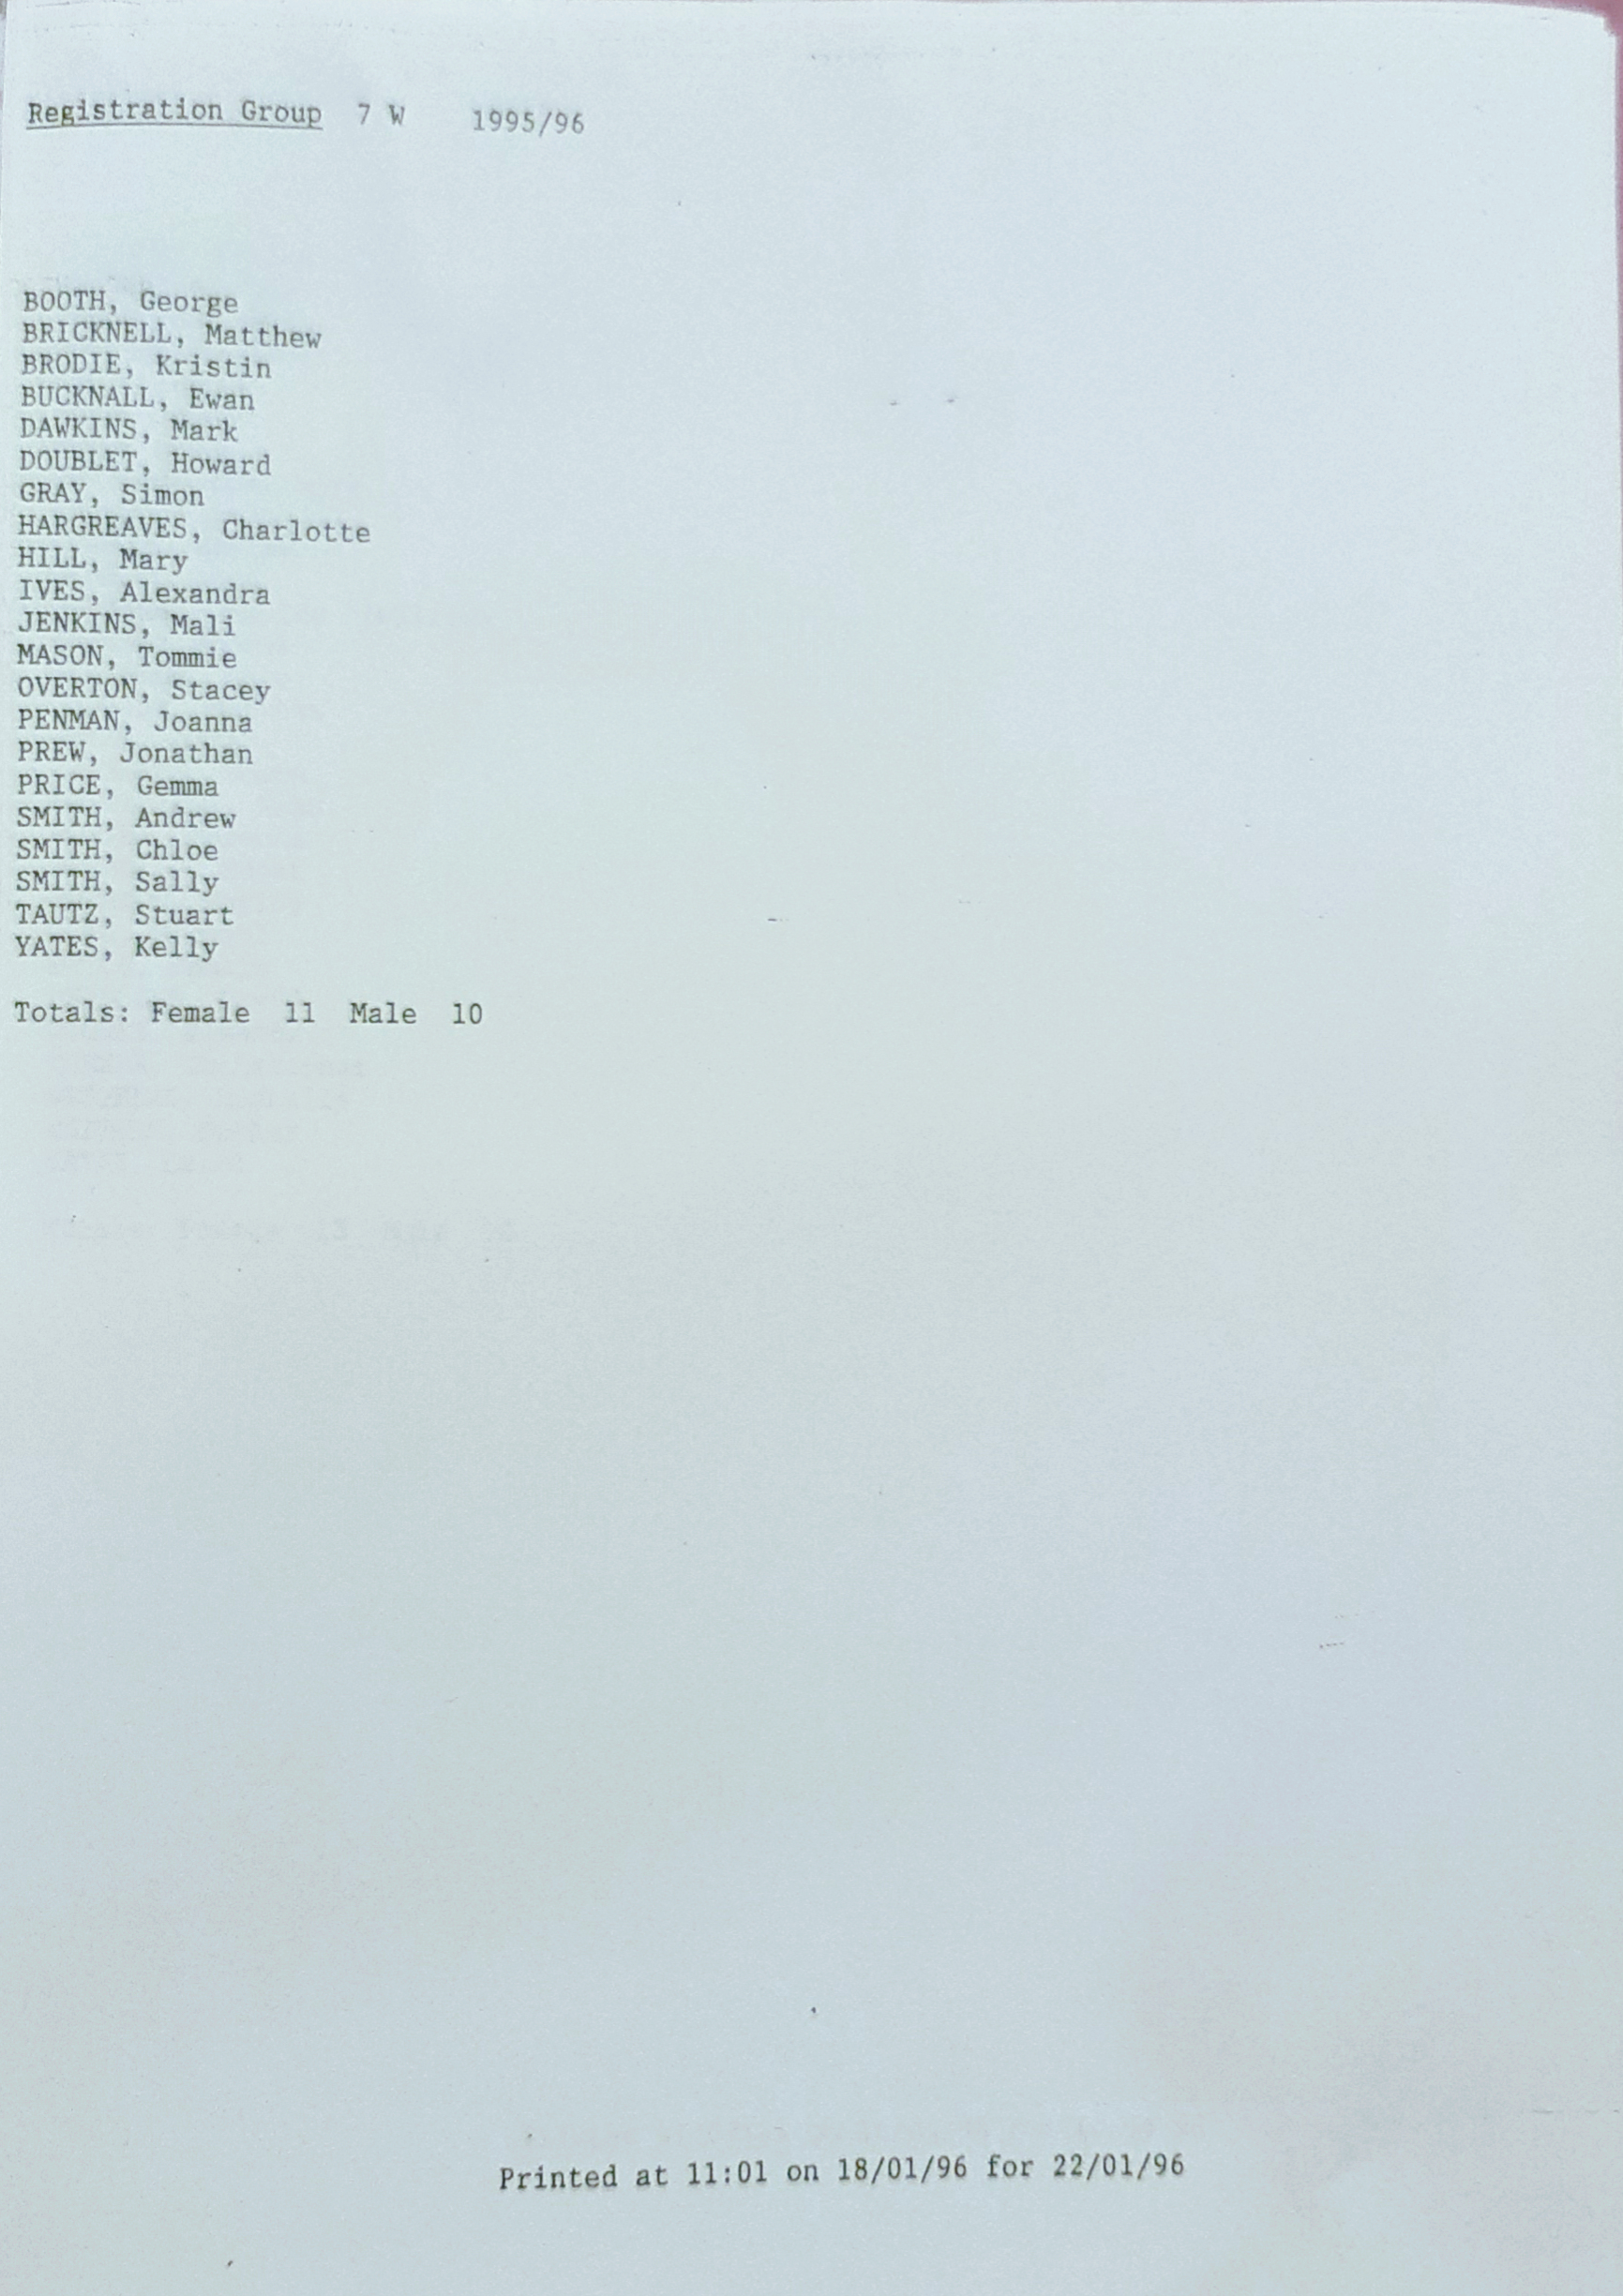 Registration Group 7 W 1995/96
BOOTH, George
BRICKNELL, Matthew
BRODIE, Kristin
BUCKNALL, Ewan
DAWKINS, Mark
DOUBLET, Howard
GRAY, Simon
HARGREAVES, Charlotte
HILL, Mary
IVES, Alexandra
JENKINS, Mali
MASON, Tommie
OVERTON, Stacey
PENMAN, Joanna
PREW, Jonathan
PRICE, Gemma
SMITH, Andrew
SMITH, Chloe
SMITH, Sally
TAUTZ, Stuart
YATES, Kelly
Totals: Female 11 Male 10
Printed at 11:01 on 18/01/96 for 22/01/96